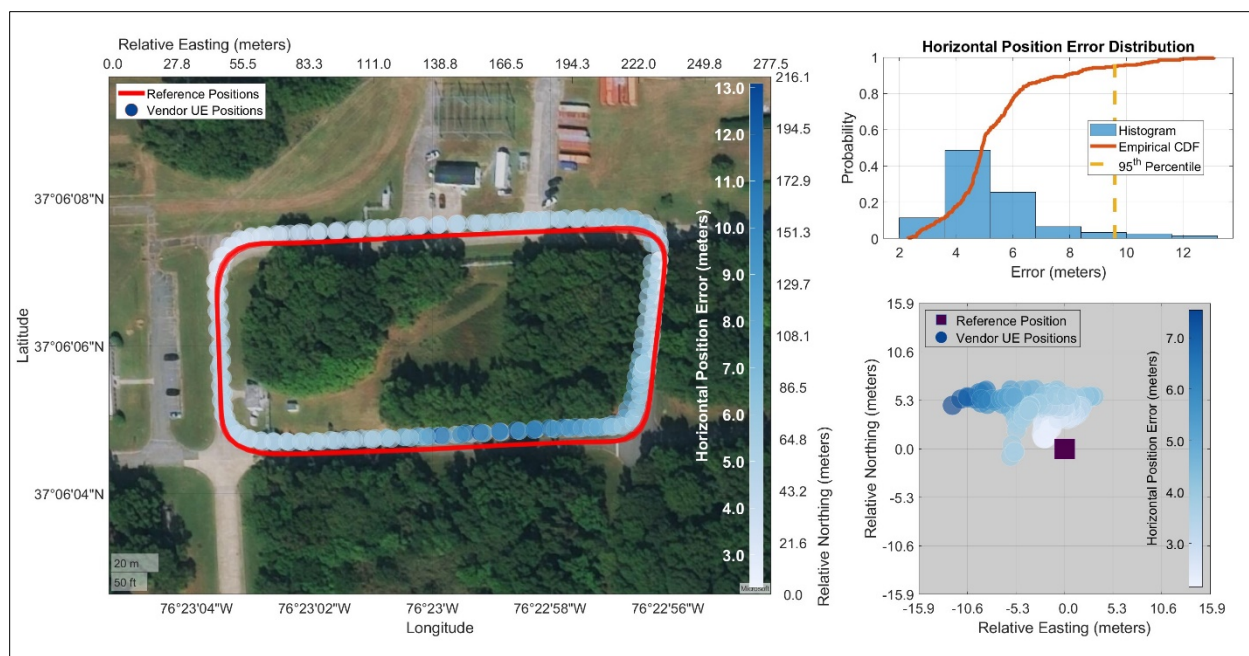 Relative Easting (meters)
0.0 27.8 55.5 83.3 111.0 138.8 166.5 194.3 222.0 249.8 277.5
Reference Positions
Vendor UE Positions
37°06'08"N
37°06'06"N
37°06'04"N
Latitude
13.0
12.0
11.0
10.0
9.0
8.0
7.0
6.0
5.0
4.0
3.0
Horizontal Position Error (meters)
216.1
194.5
172.9
151.3
129.7
108.1
86.5
64.8
43.2
21.6
0.0
Relative Northing (meters)
20 m
50 ft
Microsoft
76°23'04"W 76°23'02"W 76°23'W 76°22'58"W 76°22'56"W
Longitude
Horizontal Position Error Distribution
1
0.8
0.6
0.4
0.2
0
Probability
Histogram
Empirical CDF
95th Percentile
2 4 6 8 10 12
Error (meters)
15.9
10.6
5.3
0.0
-5.3
-10.6
-15.9
Relative Northing (meters)
Reference Position
Vendor UE Positions
7.0
6.0
5.0
4.0
3.0
Horizontal Position Error (meters)
-15.9 -10.6 -5.3 0.0 5.3 10.6 15.9
Relative Easting (meters)